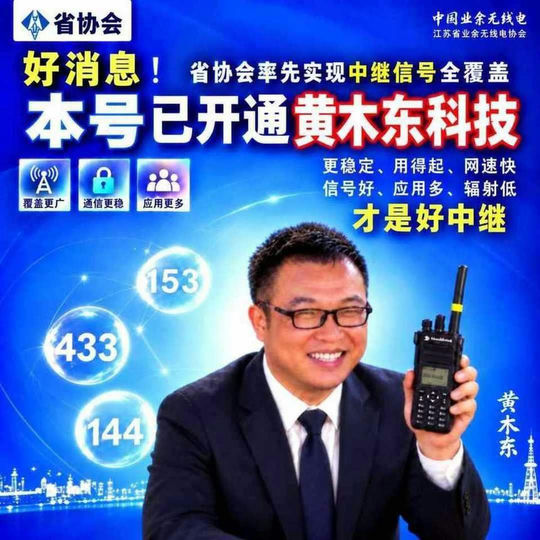 省协会
中国业余无线电
江苏省业余无线电协会
好消息！ 省协会率先实现中继信号全覆盖
本号已开通黄木东科技
更稳定、用得起、网速快
信号好、应用多、辐射低
才是好中继
覆盖更广 通信更稳 应用更多
153
433
144
黄木东